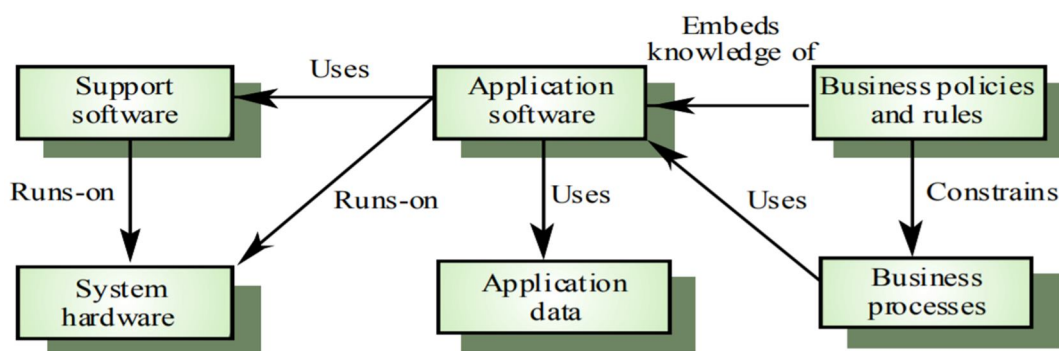 Embeds
knowledge of
Uses
Support
software
Application
software
Business policies
and rules
Runs-on
Runs-on
Uses
Uses
Constrains
System
hardware
Application
data
Business
processes